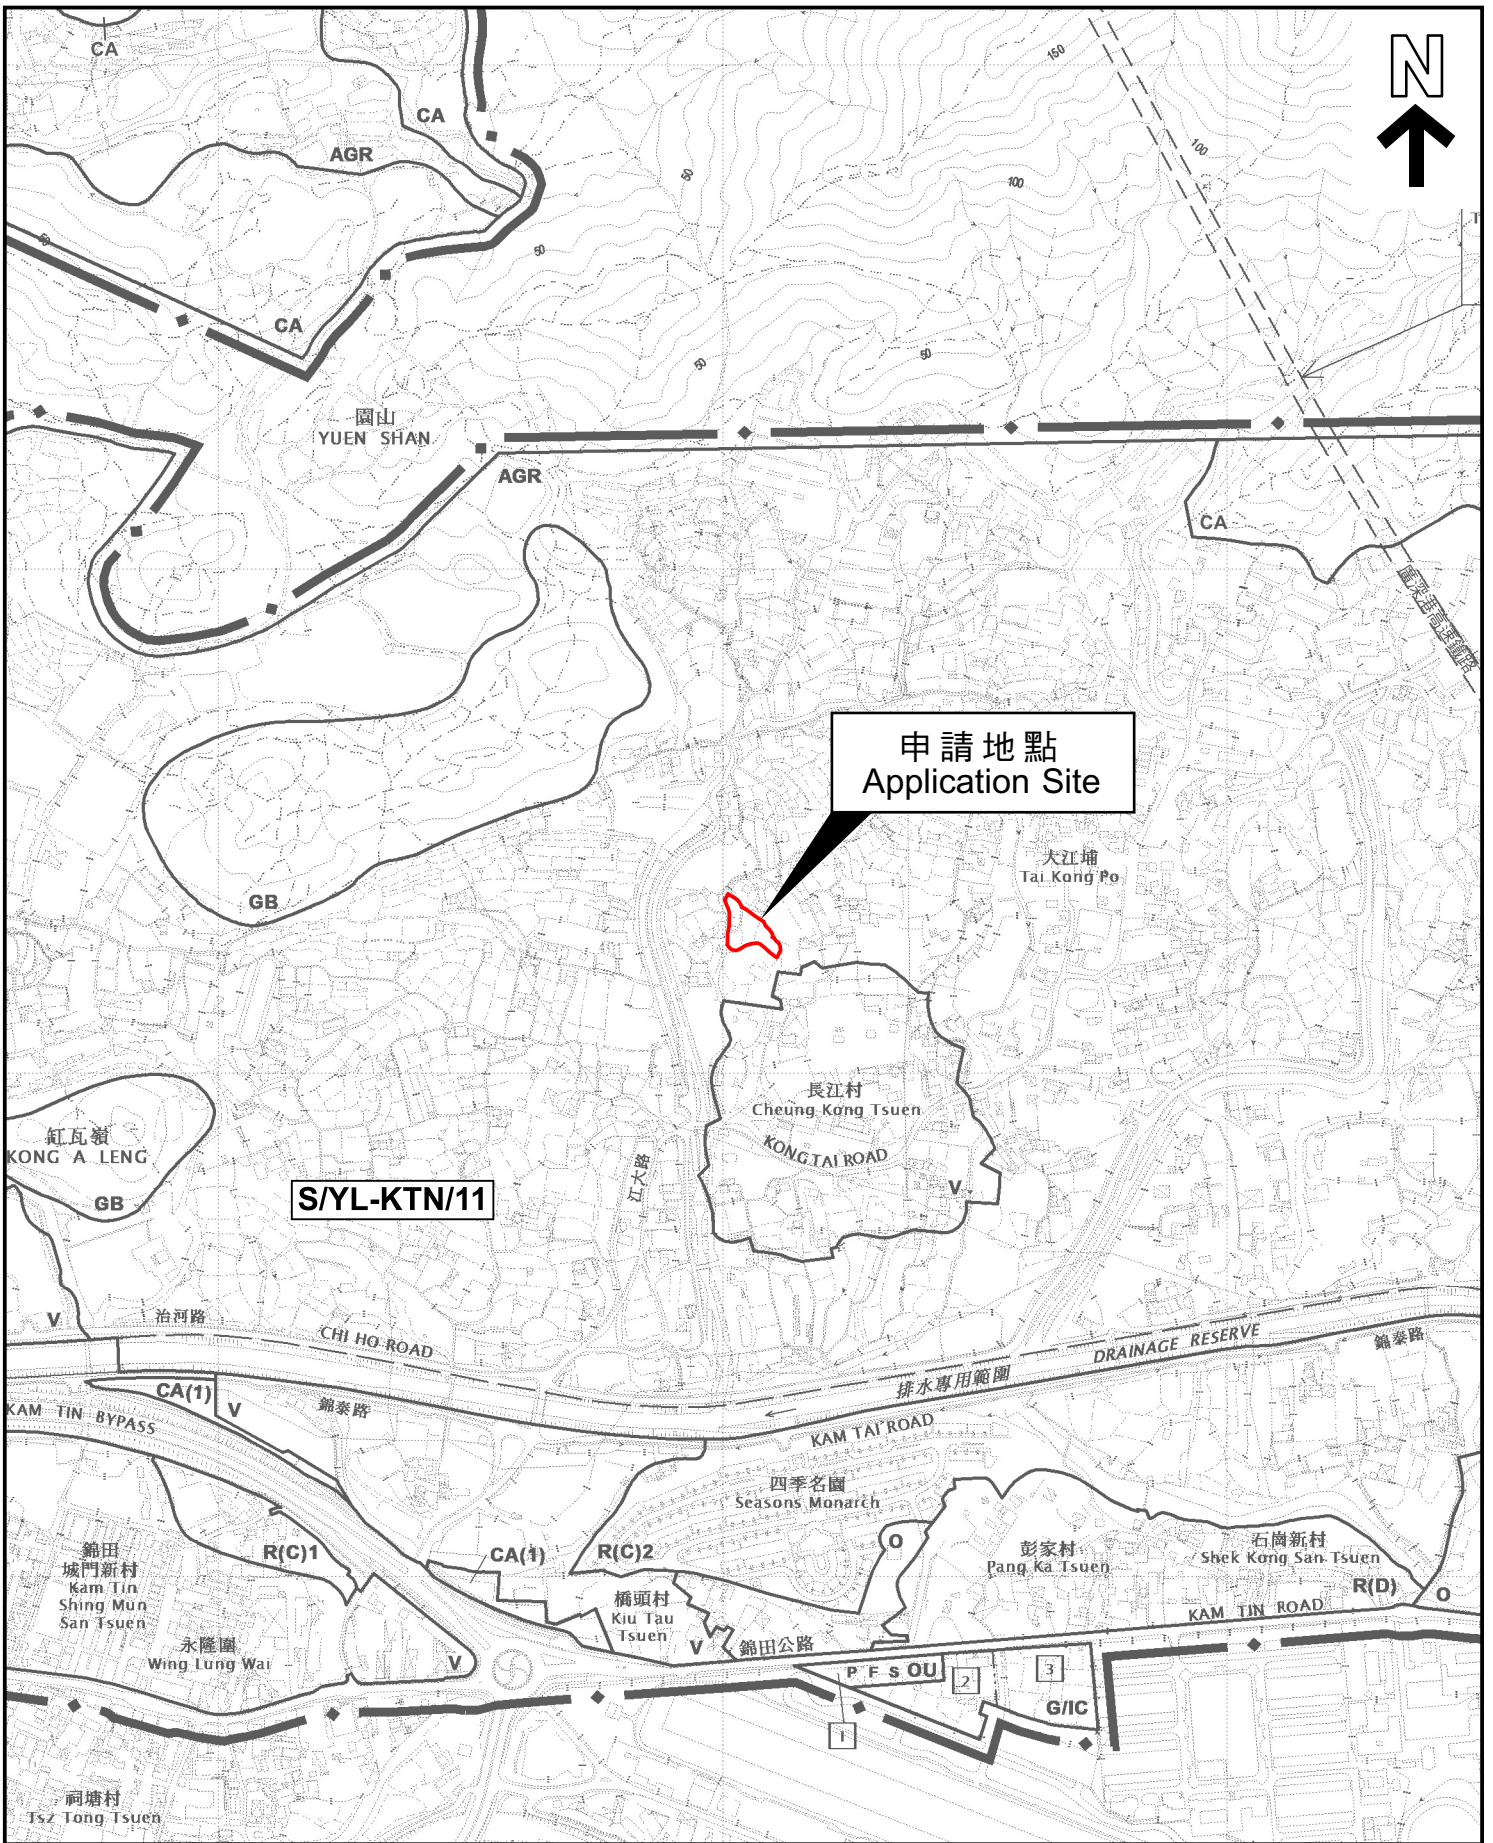 CA
150
N
CA
AGR
100
50
100
50
50
CA
50
50
園山
YUEN SHAN
AGR
CA
廣深港高速鐵路
申請地點
Application Site
大江埔
Tai Kong Po
GB
長江村
Cheung Kong Tsuen
KONG TAI ROAD
江大路
V
缸瓦嶺
KONG A LENG
GB
S/YL-KTN/11
V
治河路
CHI HO ROAD
DRAINAGE RESERVE
排水專用範圍
錦泰路
CA(1)
V
錦泰路
KAM TIN BYPASS
KAM TAI ROAD
四季名園
Seasons Monarch
R(C)1
CA(1)
R(C)2
O
彭家村
Pang Ka Tsuen
石崗新村
Shek Kong San Tsuen
R(D)
O
錦田
城門新村
Kam Tin
Shing Mun
San Tsuen
橋頭村
Kiu Tau
Tsuen
V
錦田公路
KAM TIN ROAD
永隆圍
Wing Lung Wai
V
P F S OU
2
3
G/IC
1
祠塘村
Tsz Tong Tsuen